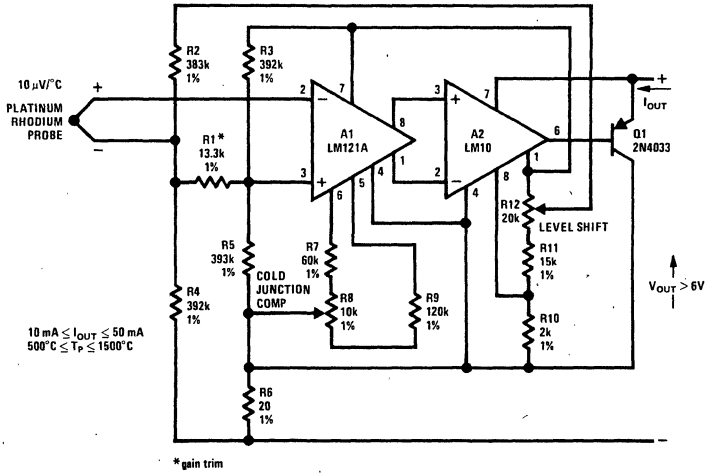 R2
383k
1%
R3
392k
1%
10 μV/°C
+
PLATINUM
RHODIUM
PROBE
−
R1*
13.3k
1%
2
−
7
A1
LM121A
8
1
3
+
6
5
4
3
+
7
A2
LM10
6
2
−
4
8
1
+
IOUT
Q1
2N4033
R12
20k
LEVEL SHIFT
R5
393k
1%
COLD
JUNCTION
COMP
R7
60k
1%
R8
10k
1%
R9
120k
1%
R11
15k
1%
R10
2k
1%
VOUT > 6V
R4
392k
1%
10 mA ≤ IOUT ≤ 50 mA
500°C ≤ TP ≤ 1500°C
R6
20
1%
−
*gain trim